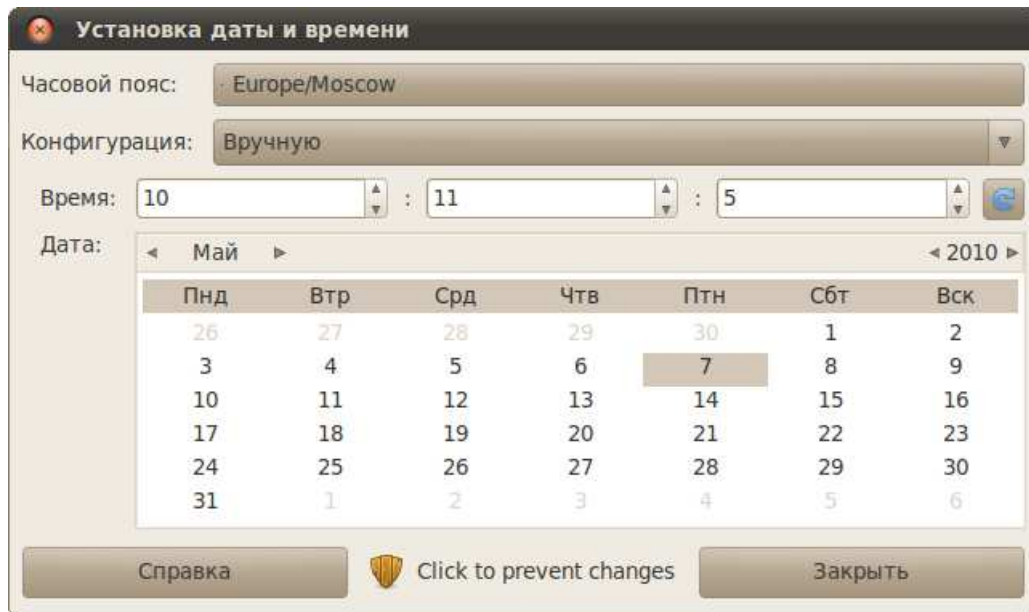 Установка даты и времени
Часовой пояс: Europe/Moscow
Конфигурация: Вручную
Время: 10 : 11 : 5
Дата: Май 2010
Пнд Втр Срд Чтв Птн Сбт Вск
26 27 28 29 30 1 2
3 4 5 6 7 8 9
10 11 12 13 14 15 16
17 18 19 20 21 22 23
24 25 26 27 28 29 30
31 1 2 3 4 5 6
Справка Click to prevent changes Закрыть